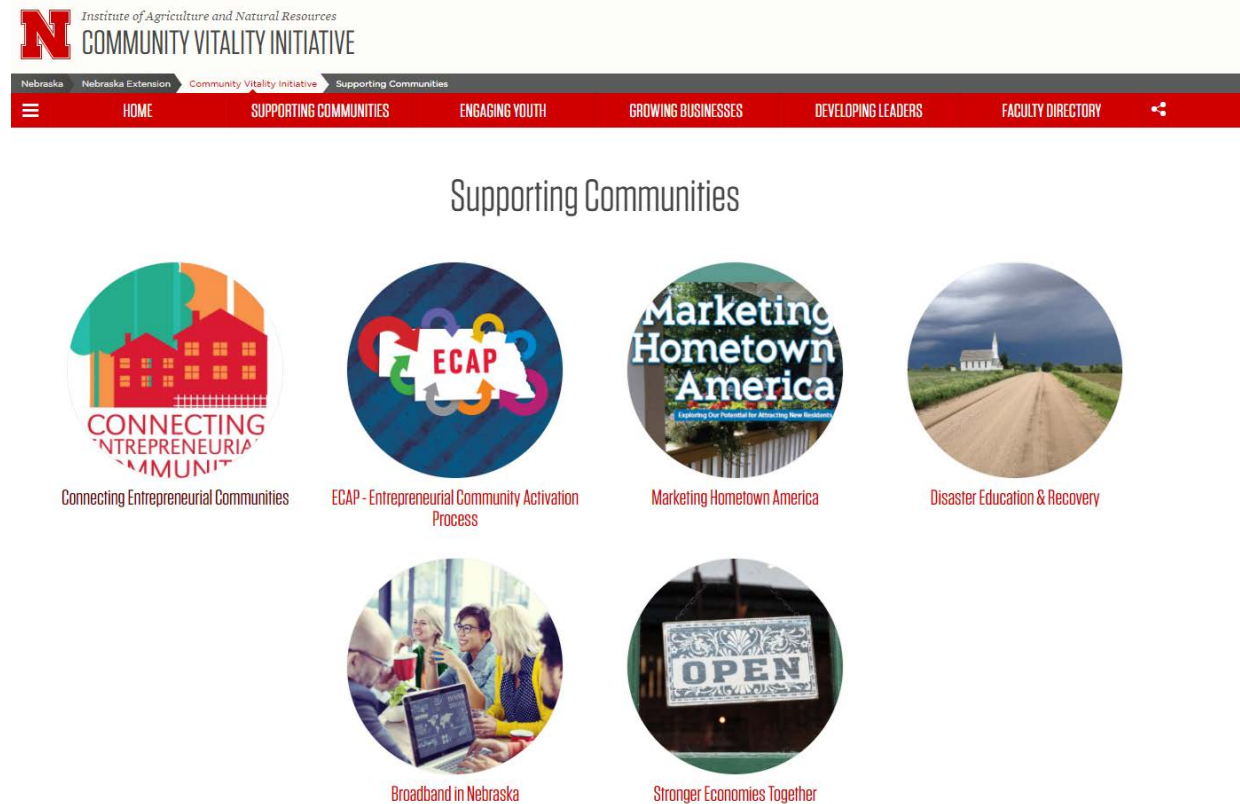 N
Institute of Agriculture and Natural Resources
COMMUNITY VITALITY INITIATIVE
Nebraska Nebraska Extension Community Vitality Initiative Supporting Communities
HOME SUPPORTING COMMUNITIES ENGAGING YOUTH GROWING BUSINESSES DEVELOPING LEADERS FACULTY DIRECTORY
Supporting Communities
CONNECTING
NTREPRENEURIA
MMUNIT
ECAP
Marketing
Hometown
America
Exploring Our Potential for Attracting New Residents
Connecting Entrepreneurial Communities
ECAP - Entrepreneurial Community Activation
Process
Marketing Hometown America
Disaster Education & Recovery
OPEN
Broadband in Nebraska
Stronger Economies Together